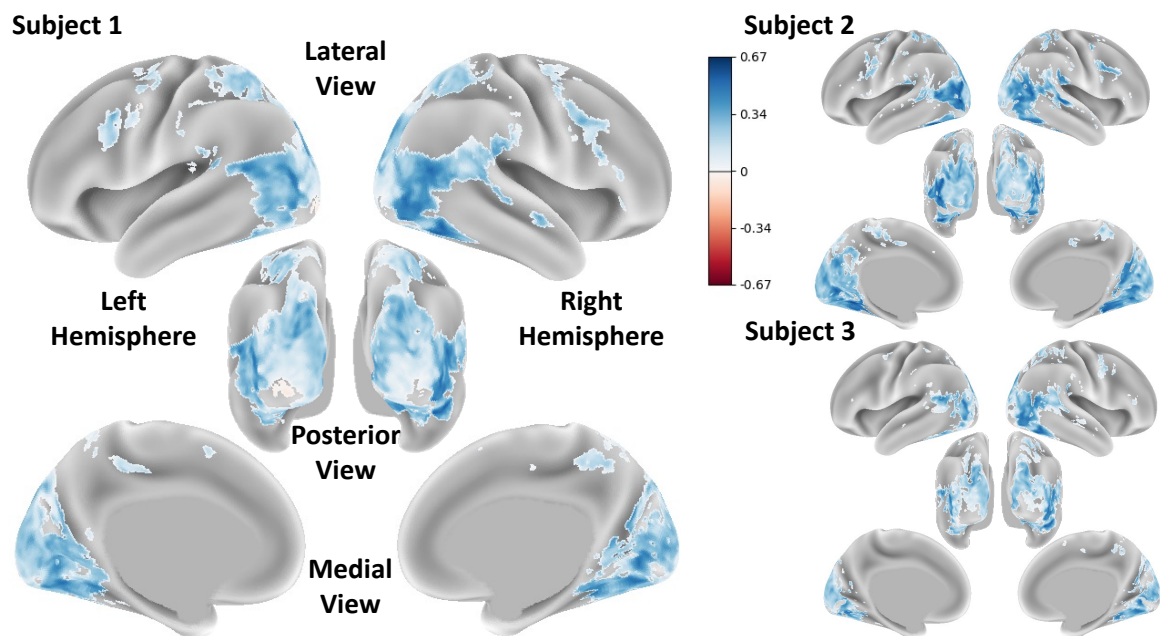 Subject 1
Lateral
View
Left
Hemisphere
Right
Hemisphere
Posterior
View
Medial
View
0.67
0.34
0
-0.34
-0.67
Subject 2
Subject 3